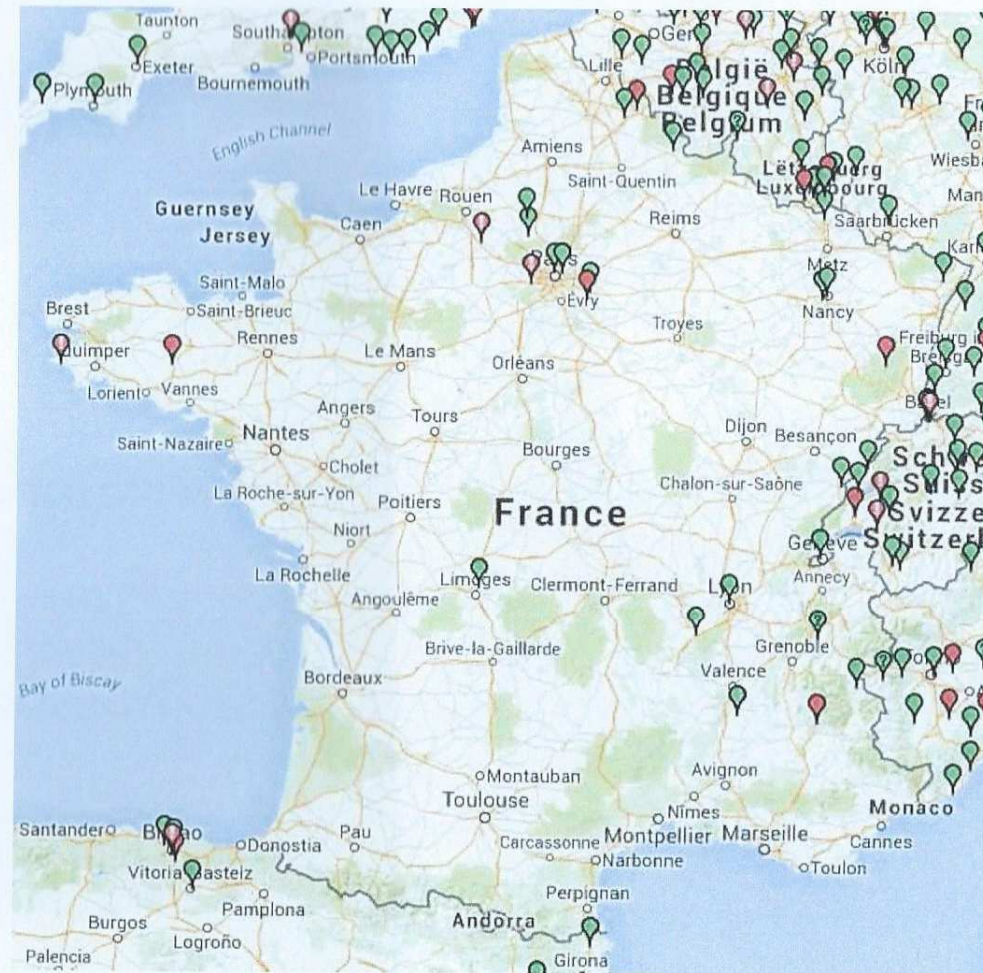 Taunton
Exeter
Plymouth
Southampton
Portsmouth
Bournemouth
English Channel
Guernsey
Jersey
Lille
België
Belgique
Belgium
Köln
Amiens
Saint-Quentin
Luxembourg
Le Havre
Rouen
Caen
Reims
Saarbrücken
Paris
Évry
Metz
Nancy
Saint-Malo
Saint-Brieuc
Brest
Quimper
Rennes
Le Mans
Troyes
Orléans
Lorient
Vannes
Angers
Tours
Saint-Nazaire
Nantes
Cholet
Bourges
Dijon
Besançon
Chalon-sur-Saône
La Roche-sur-Yon
Poitiers
Niort
France
Suisse
Svizze
Switzerl
Genève
Annecy
La Rochelle
Limoges
Clermont-Ferrand
Lyon
Angoulême
Brive-la-Gaillarde
Grenoble
Valence
Bay of Biscay
Bordeaux
Montauban
Avignon
Toulouse
Nîmes
Monaco
Santander
Bilbao
Donostia
Pau
Carcassonne
Montpellier
Marseille
Cannes
Narbonne
Toulon
Vitoria-Gasteiz
Pamplona
Perpignan
Andorra
Burgos
Logroño
Girona
Palencia